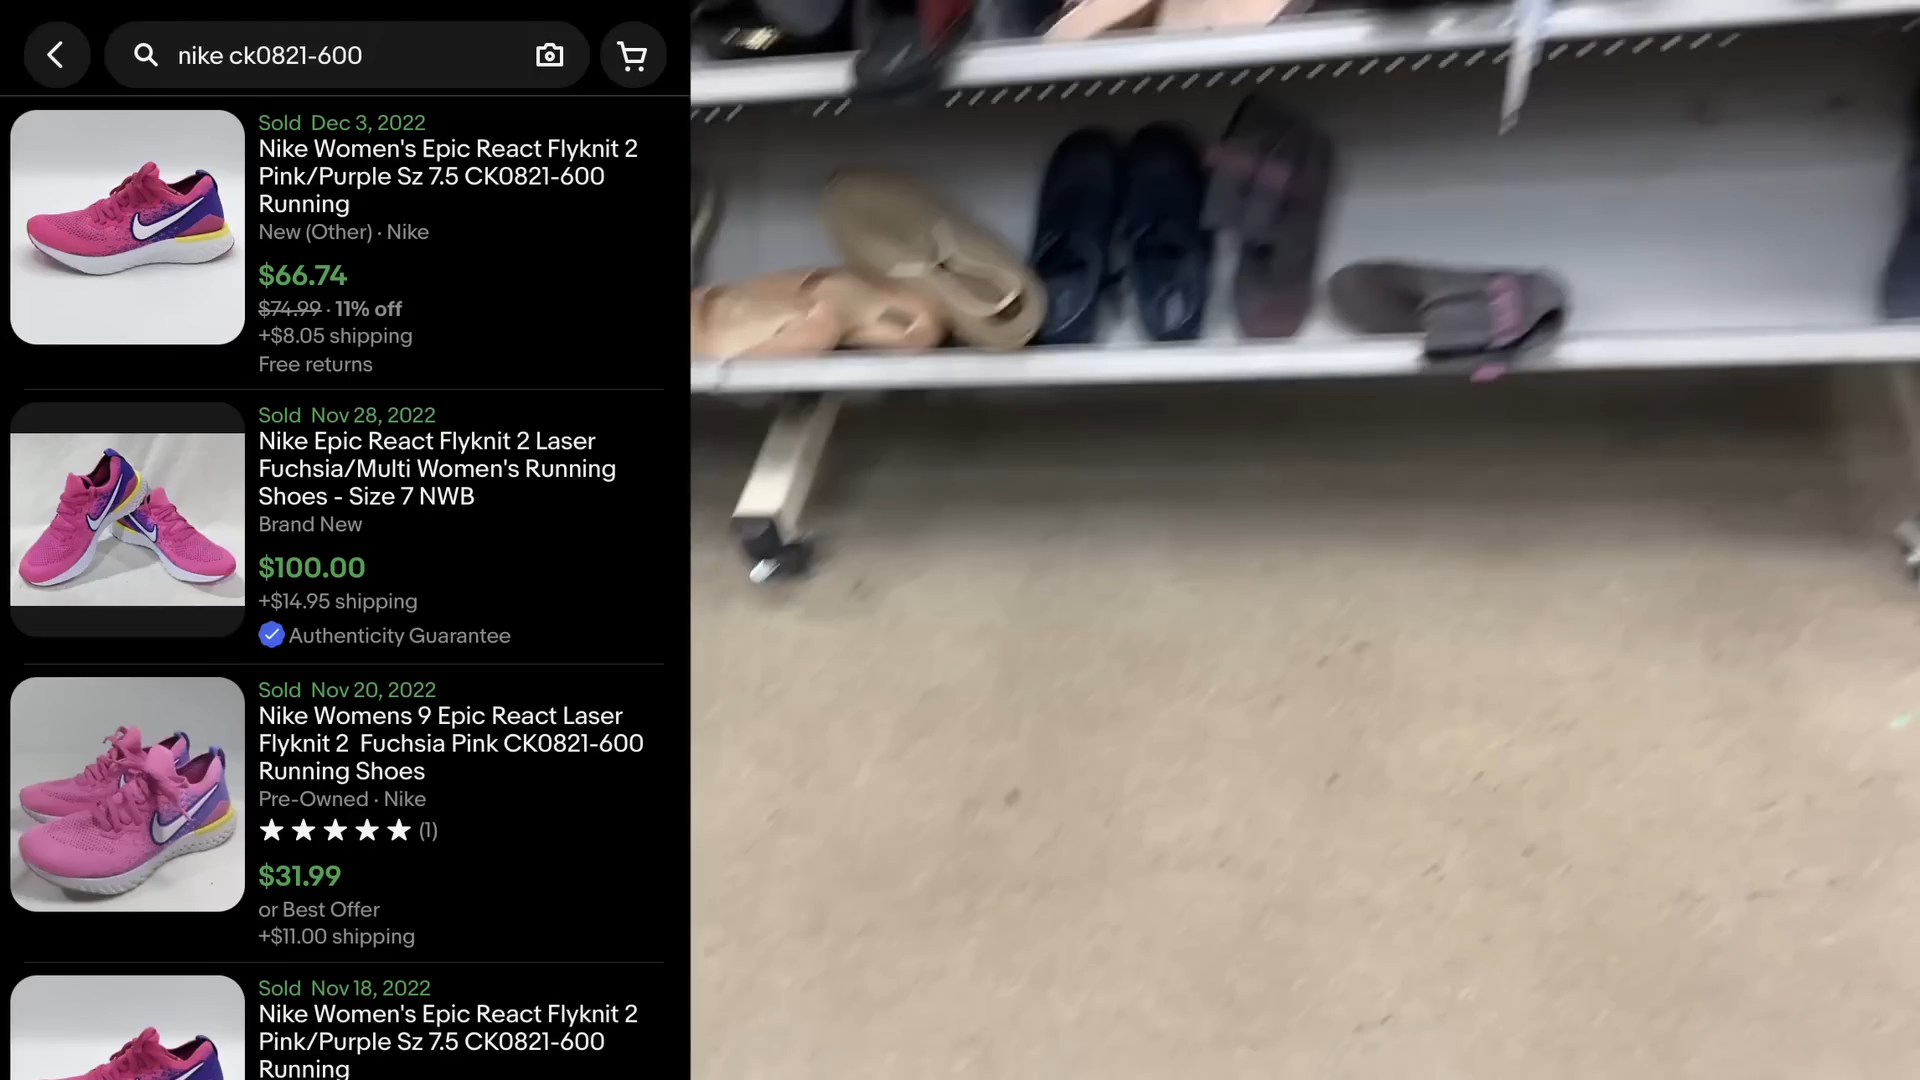 nike ck0821-600
Sold Dec 3, 2022
Nike Women's Epic React Flyknit 2
Pink/Purple Sz 7.5 CK0821-600
Running
New (Other) · Nike
$66.74
$74.99 · 11% off
+$8.05 shipping
Free returns
Sold Nov 28, 2022
Nike Epic React Flyknit 2 Laser
Fuchsia/Multi Women's Running
Shoes - Size 7 NWB
Brand New
$100.00
+$14.95 shipping
Authenticity Guarantee
Sold Nov 20, 2022
Nike Womens 9 Epic React Laser
Flyknit 2 Fuchsia Pink CK0821-600
Running Shoes
Pre-Owned · Nike
(1)
$31.99
or Best Offer
+$11.00 shipping
Sold Nov 18, 2022
Nike Women's Epic React Flyknit 2
Pink/Purple Sz 7.5 CK0821-600
Running